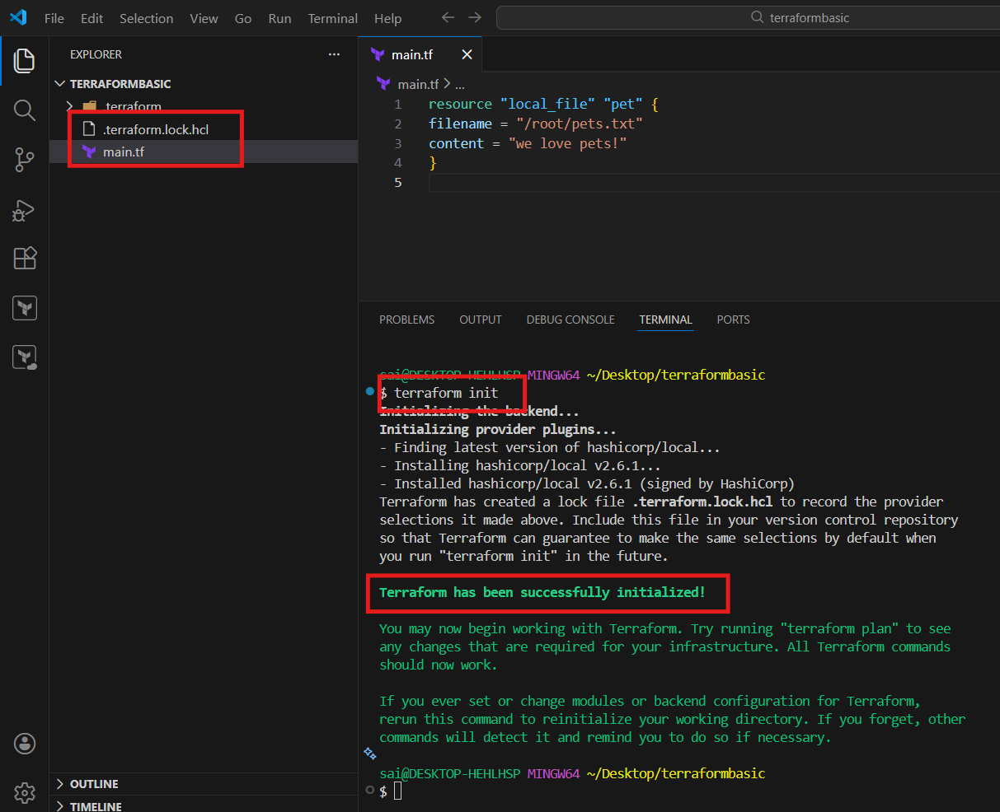 File Edit Selection View Go Run Terminal Help
terraformbasic
EXPLORER
TERRAFORMBASIC
.terraform
.terraform.lock.hcl
main.tf
main.tf
main.tf > ...
1 resource "local_file" "pet" {
2 filename = "/root/pets.txt"
3 content = "we love pets!"
4 }
5
PROBLEMS OUTPUT DEBUG CONSOLE TERMINAL PORTS
sai@DESKTOP-HEHLHSP MINGW64 ~/Desktop/terraformbasic
$ terraform init
Initializing the backend...
Initializing provider plugins...
- Finding latest version of hashicorp/local...
- Installing hashicorp/local v2.6.1...
- Installed hashicorp/local v2.6.1 (signed by HashiCorp)
Terraform has created a lock file .terraform.lock.hcl to record the provider
selections it made above. Include this file in your version control repository
so that Terraform can guarantee to make the same selections by default when
you run "terraform init" in the future.
Terraform has been successfully initialized!
You may now begin working with Terraform. Try running "terraform plan" to see
any changes that are required for your infrastructure. All Terraform commands
should now work.
If you ever set or change modules or backend configuration for Terraform,
rerun this command to reinitialize your working directory. If you forget, other
commands will detect it and remind you to do so if necessary.
sai@DESKTOP-HEHLHSP MINGW64 ~/Desktop/terraformbasic
$
OUTLINE
TIMELINE